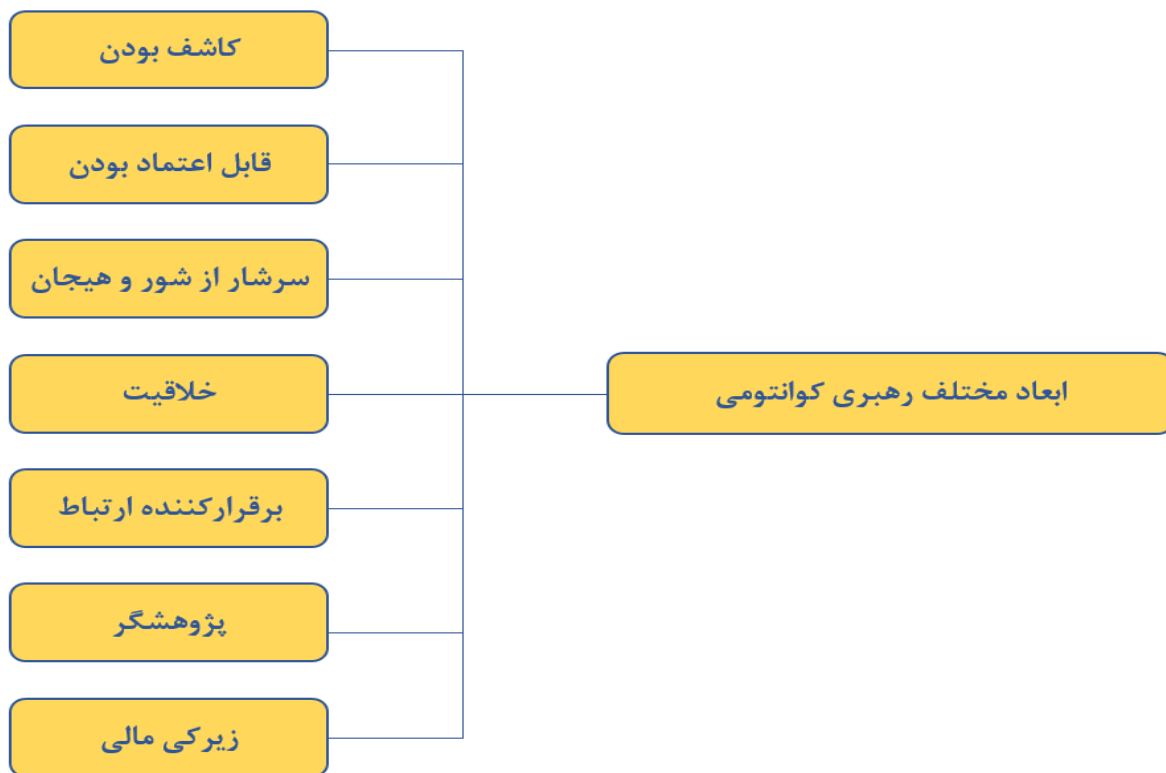 ابعاد مختلف رهبری کوانتومی
کاشف بودن
قابل اعتماد بودن
سرشار از شور و هیجان
خلاقیت
برقرارکننده ارتباط
پژوهشگر
زیرکی مالی